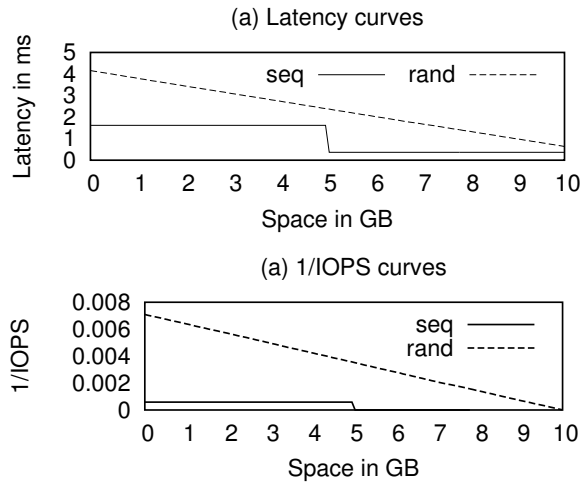 (a) Latency curves
Latency in ms
5
4
3
2
1
0
seq rand
0 1 2 3 4 5 6 7 8 9 10
Space in GB
(a) 1/IOPS curves
1/IOPS
0.008
0.006
0.004
0.002
0
seq
rand
0 1 2 3 4 5 6 7 8 9 10
Space in GB